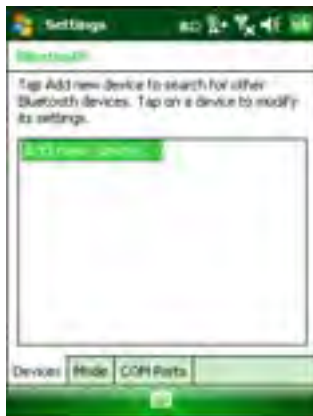 Settings
ok
Bluetooth
Tap Add new device to search for other
Bluetooth devices. Tap on a device to modify
its settings.
Add new device...
Devices Mode COM Ports